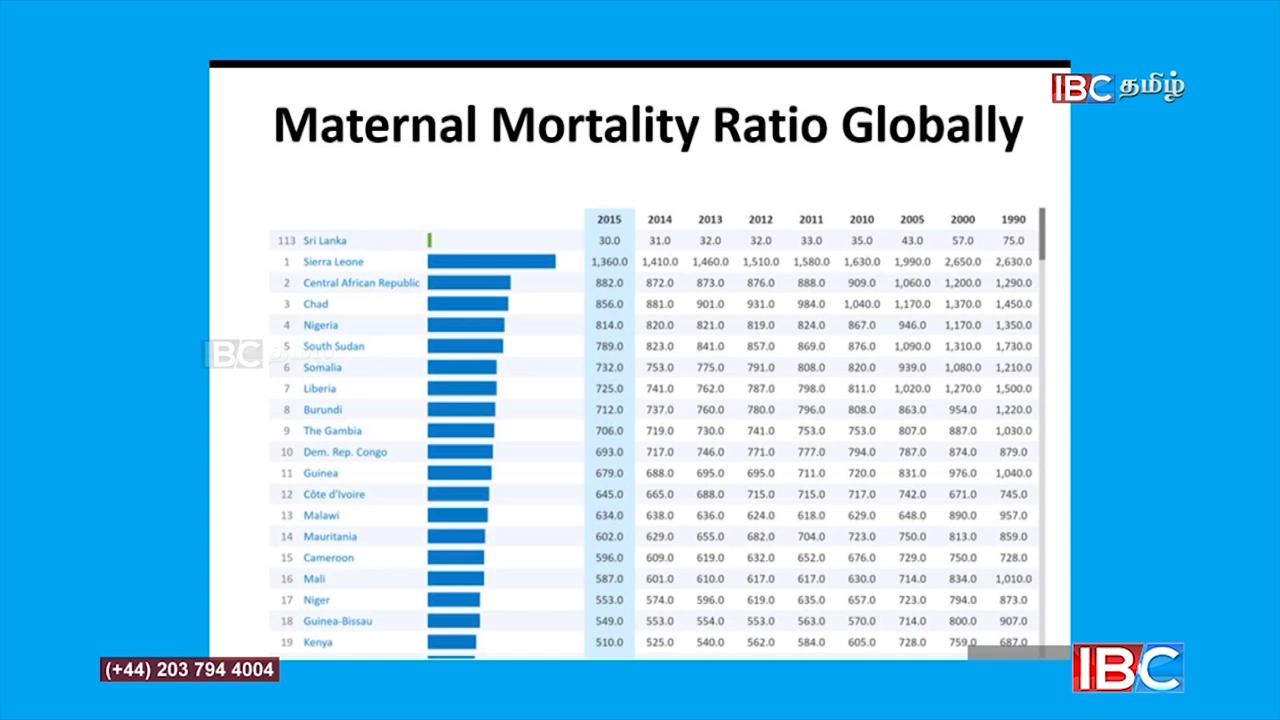 IBC தமிழ்
Maternal Mortality Ratio Globally
2015 2014 2013 2012 2011 2010 2005 2000 1990
113 Sri Lanka 30.0 31.0 32.0 32.0 33.0 35.0 43.0 57.0 75.0
1 Sierra Leone 1,360.0 1,410.0 1,460.0 1,510.0 1,580.0 1,630.0 1,990.0 2,650.0 2,630.0
2 Central African Republic 882.0 872.0 873.0 876.0 888.0 909.0 1,060.0 1,200.0 1,290.0
3 Chad 856.0 881.0 901.0 931.0 984.0 1,040.0 1,170.0 1,370.0 1,450.0
4 Nigeria 814.0 820.0 821.0 819.0 824.0 867.0 946.0 1,170.0 1,350.0
5 South Sudan 789.0 823.0 841.0 857.0 869.0 876.0 1,090.0 1,310.0 1,730.0
IBC தமிழ்
6 Somalia 732.0 753.0 775.0 791.0 808.0 820.0 939.0 1,080.0 1,210.0
7 Liberia 725.0 741.0 762.0 787.0 798.0 811.0 1,020.0 1,270.0 1,500.0
8 Burundi 712.0 737.0 760.0 780.0 796.0 808.0 863.0 954.0 1,220.0
9 The Gambia 706.0 719.0 730.0 741.0 753.0 753.0 807.0 887.0 1,030.0
10 Dem. Rep. Congo 693.0 717.0 746.0 771.0 777.0 794.0 787.0 874.0 879.0
11 Guinea 679.0 688.0 695.0 695.0 711.0 720.0 831.0 976.0 1,040.0
12 Côte d'Ivoire 645.0 665.0 688.0 715.0 715.0 717.0 742.0 671.0 745.0
13 Malawi 634.0 638.0 636.0 624.0 618.0 629.0 648.0 890.0 957.0
14 Mauritania 602.0 629.0 655.0 682.0 704.0 723.0 750.0 813.0 859.0
15 Cameroon 596.0 609.0 619.0 632.0 652.0 676.0 729.0 750.0 728.0
16 Mali 587.0 601.0 610.0 617.0 617.0 630.0 714.0 834.0 1,010.0
17 Niger 553.0 574.0 596.0 619.0 635.0 657.0 723.0 794.0 873.0
18 Guinea-Bissau 549.0 553.0 554.0 553.0 563.0 570.0 714.0 800.0 907.0
19 Kenya 510.0 525.0 540.0 562.0 584.0 605.0 728.0 759.0 687.0
(+44) 203 794 4004
IBC